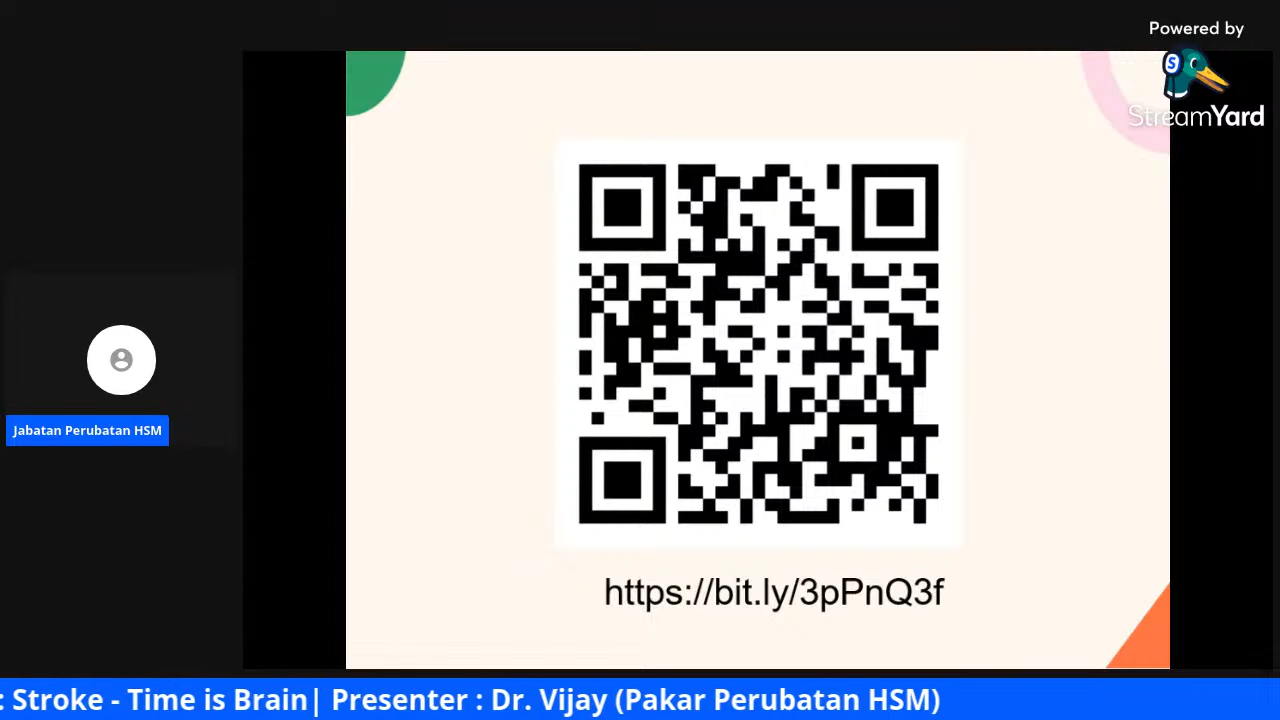 Powered by
StreamYard
Jabatan Perubatan HSM
https://bit.ly/3pPnQ3f
: Stroke - Time is Brain| Presenter : Dr. Vijay (Pakar Perubatan HSM)